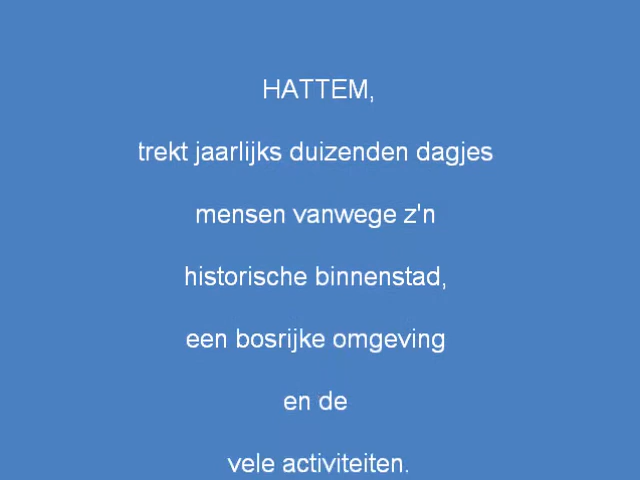 HATTEM,
trekt jaarlijks duizenden dagjes
mensen vanwege z'n
historische binnenstad,
een bosrijke omgeving
en de
vele activiteiten.